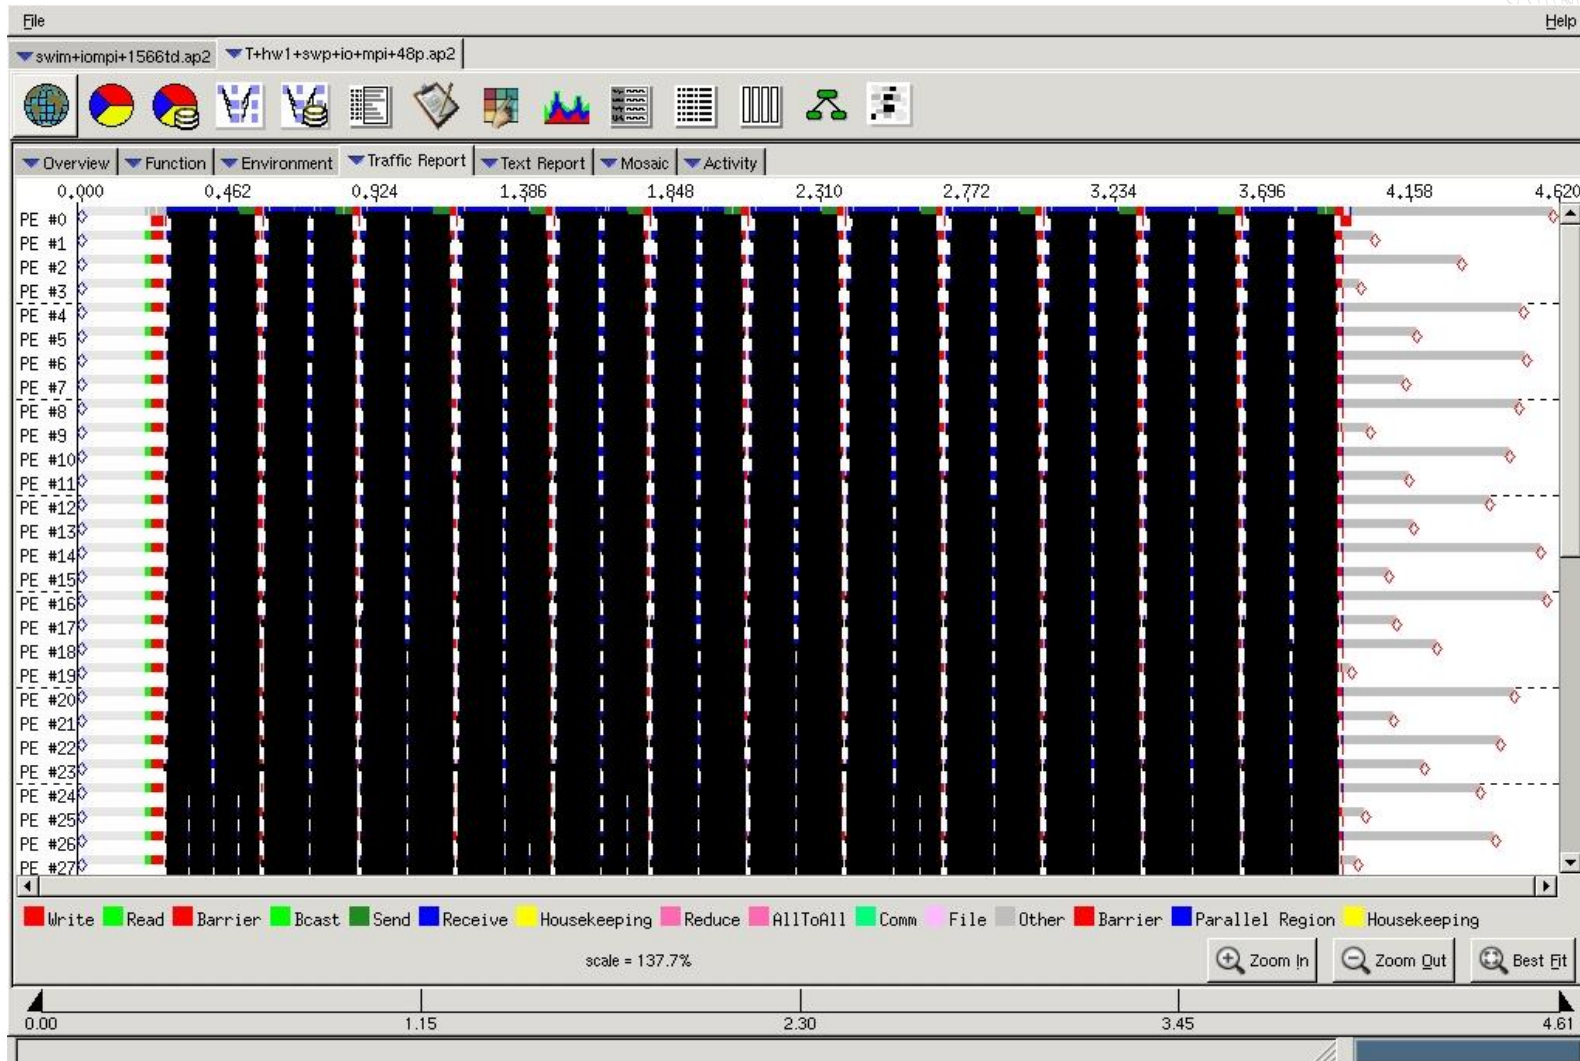 File Help
swim+iompi+1566td.ap2 T+hw1+swp+io+mpi+48p.ap2
Overview Function Environment Traffic Report Text Report Mosaic Activity
0.000 0.462 0.924 1.386 1.848 2.310 2.772 3.234 3.696 4.158 4.620
PE #0
PE #1
PE #2
PE #3
PE #4
PE #5
PE #6
PE #7
PE #8
PE #9
PE #10
PE #11
PE #12
PE #13
PE #14
PE #15
PE #16
PE #17
PE #18
PE #19
PE #20
PE #21
PE #22
PE #23
PE #24
PE #25
PE #26
PE #27
Write Read Barrier Bcast Send Receive Housekeeping Reduce AllToAll Comm File Other Barrier Parallel Region Housekeeping
scale = 137.7% Zoom In Zoom Out Best Fit
0.00 1.15 2.30 3.45 4.61